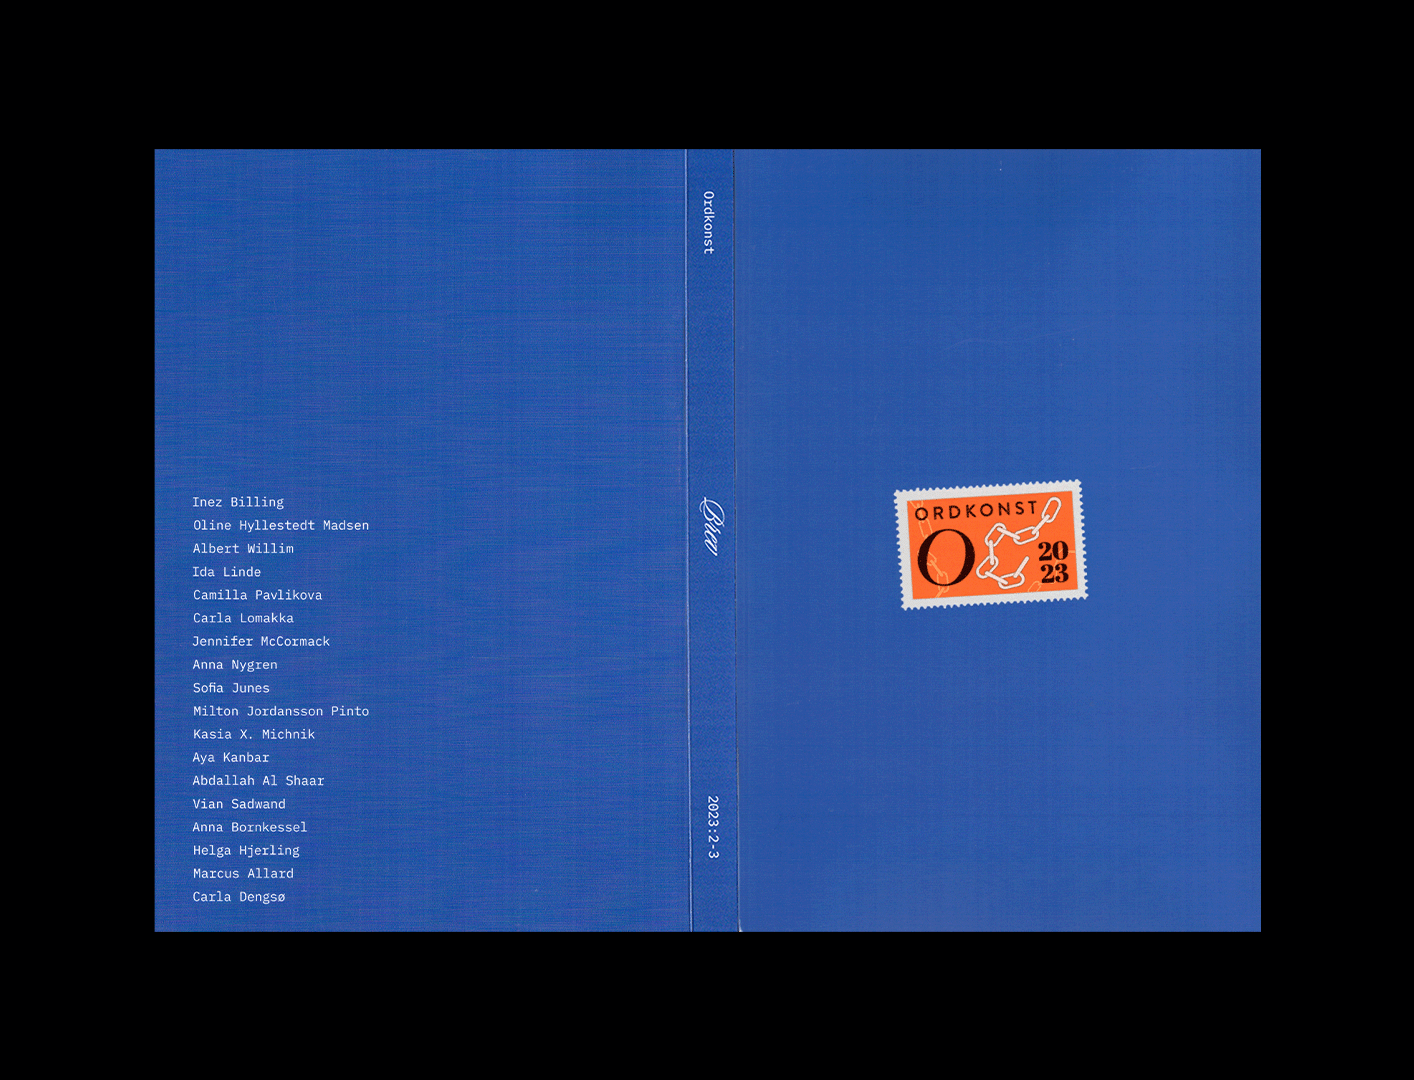 Inez Billing
Oline Hyllestedt Madsen
Albert Willim
Ida Linde
Camilla Pavlikova
Carla Lomakka
Jennifer McCormack
Anna Nygren
Sofia Junes
Milton Jordansson Pinto
Kasia X. Michnik
Aya Kanbar
Abdallah Al Shaar
Vian Sadwand
Anna Bornkessel
Helga Hjerling
Marcus Allard
Carla Dengsø
Ordkonst
Brev
2023:2-3
ORDKONST
O
20
23